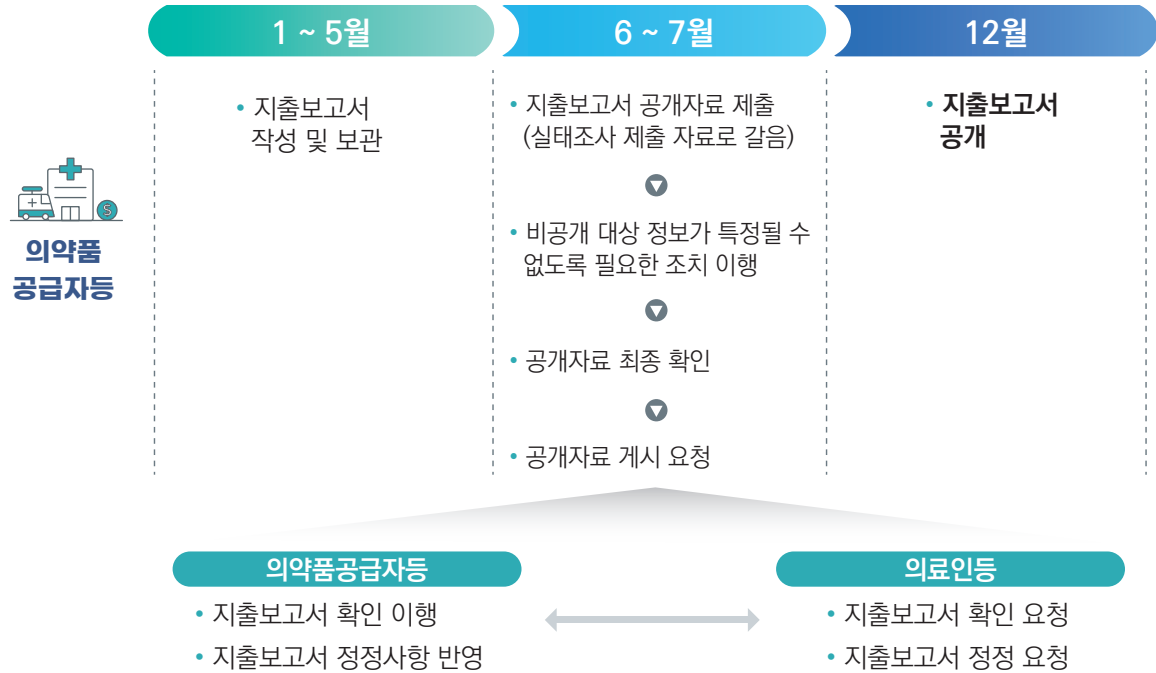 1 ~ 5월
6 ~ 7월
12월
의약품
공급자등
• 지출보고서
작성 및 보관
• 지출보고서 공개자료 제출
(실태조사 제출 자료로 갈음)
• 비공개 대상 정보가 특정될 수
없도록 필요한 조치 이행
• 공개자료 최종 확인
• 공개자료 게시 요청
• 지출보고서
공개
의약품공급자등
• 지출보고서 확인 이행
• 지출보고서 정정사항 반영
의료인등
• 지출보고서 확인 요청
• 지출보고서 정정 요청